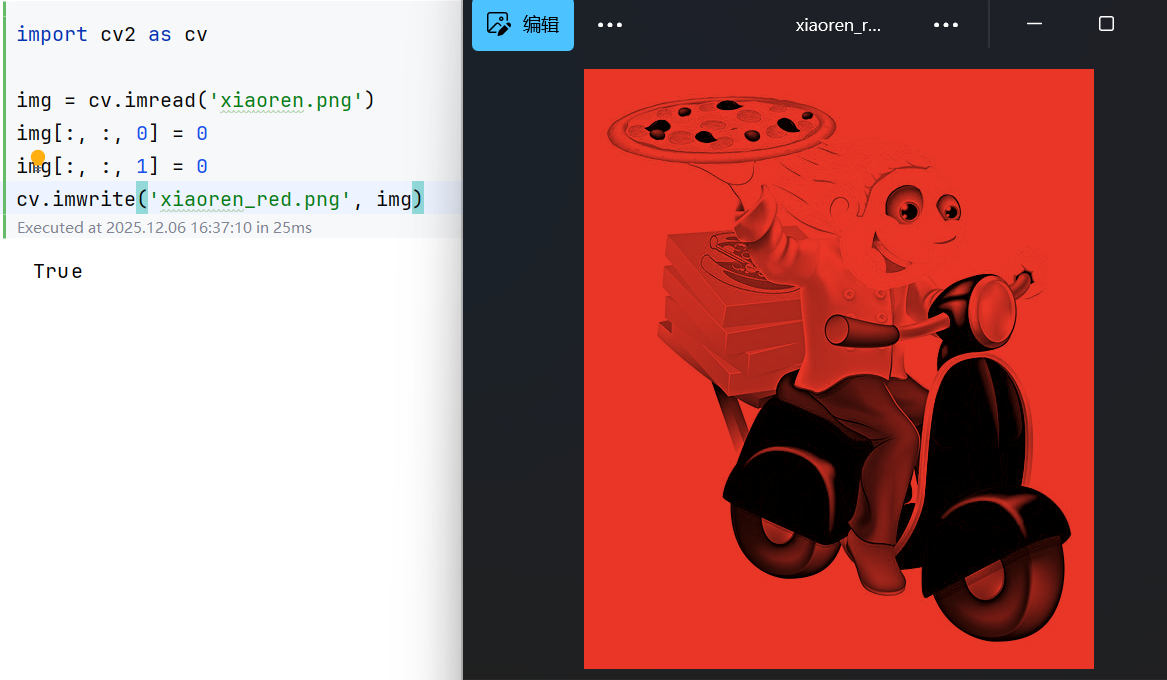 import cv2 as cv
img = cv.imread('xiaoren.png')
img[:, :, 0] = 0
img[:, :, 1] = 0
cv.imwrite('xiaoren_red.png', img)
Executed at 2025.12.06 16:37:10 in 25ms
True
编辑
xiaoren_r...